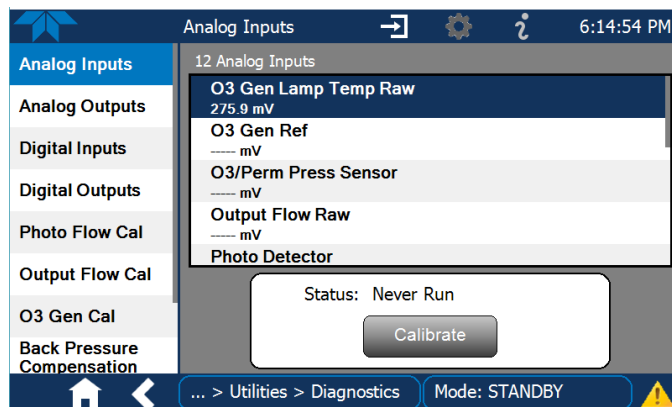 Analog Inputs
6:14:54 PM
Analog Inputs
Analog Outputs
Digital Inputs
Digital Outputs
Photo Flow Cal
Output Flow Cal
O3 Gen Cal
Back Pressure
Compensation
12 Analog Inputs
O3 Gen Lamp Temp Raw
275.9 mV
O3 Gen Ref
----- mV
O3/Perm Press Sensor
----- mV
Output Flow Raw
----- mV
Photo Detector
Status: Never Run
Calibrate
... > Utilities > Diagnostics
Mode: STANDBY